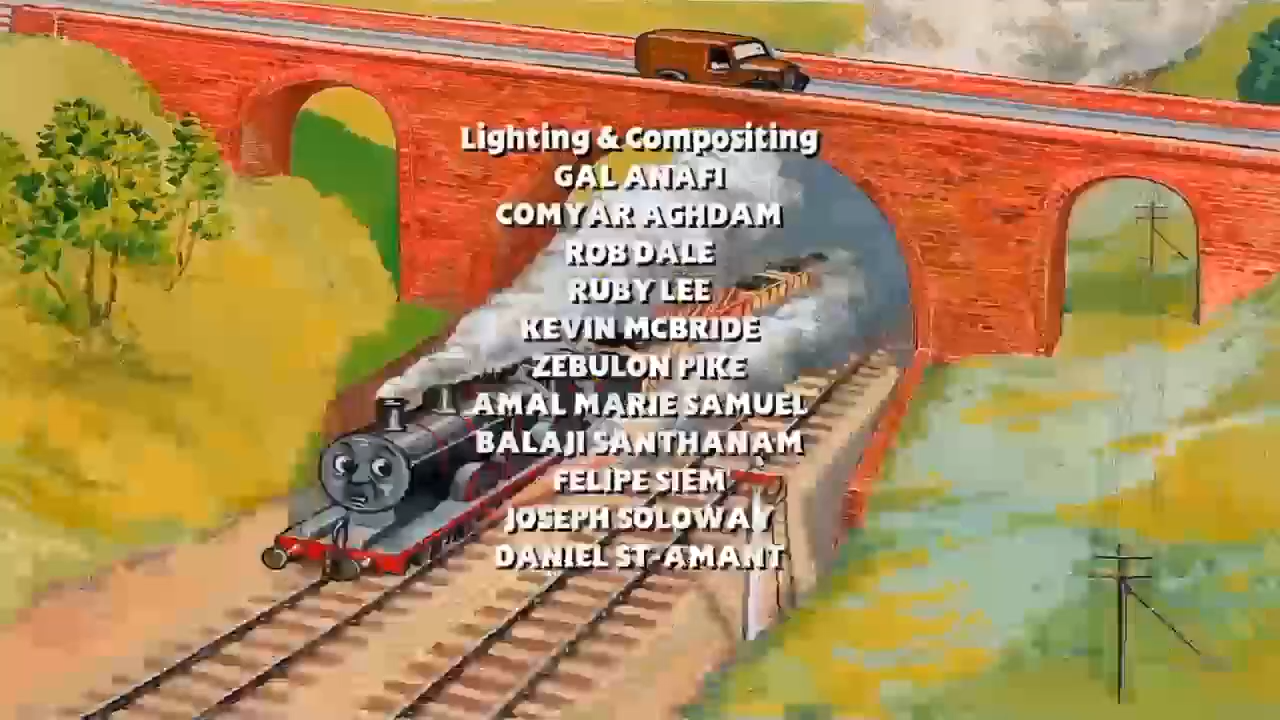 Lighting & Compositing
GAL ANAFI
COMYAR AGHDAM
ROB DALE
RUBY LEE
KEVIN MCBRIDE
ZEBULON PIKE
AMAL MARIE SAMUEL
BALAJI SANTHANAM
FELIPE SIEM
JOSEPH SOLOWAY
DANIEL ST-AMANT